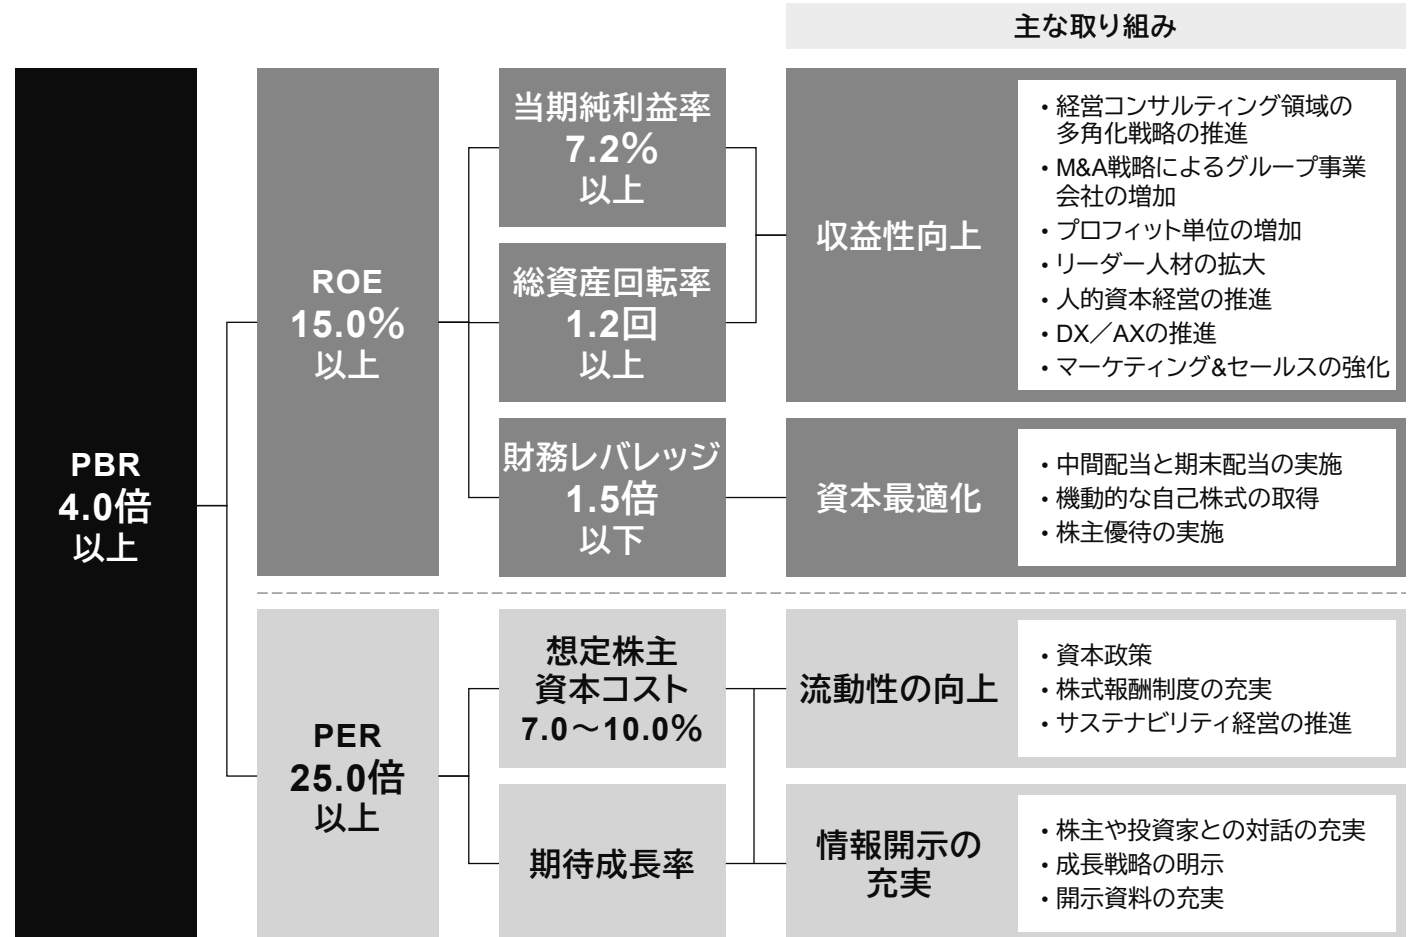 主な取り組み
PBR
4.0倍
以上
ROE
15.0%
以上
当期純利益率
7.2%
以上
総資産回転率
1.2回
以上
収益性向上
・経営コンサルティング領域の
多角化戦略の推進
・M&A戦略によるグループ事業
会社の増加
・プロフィット単位の増加
・リーダー人材の拡大
・人的資本経営の推進
・DX／AXの推進
・マーケティング&セールスの強化
財務レバレッジ
1.5倍
以下
資本最適化
・中間配当と期末配当の実施
・機動的な自己株式の取得
・株主優待の実施
PER
25.0倍
以上
想定株主
資本コスト
7.0～10.0%
流動性の向上
・資本政策
・株式報酬制度の充実
・サステナビリティ経営の推進
期待成長率
情報開示の
充実
・株主や投資家との対話の充実
・成長戦略の明示
・開示資料の充実